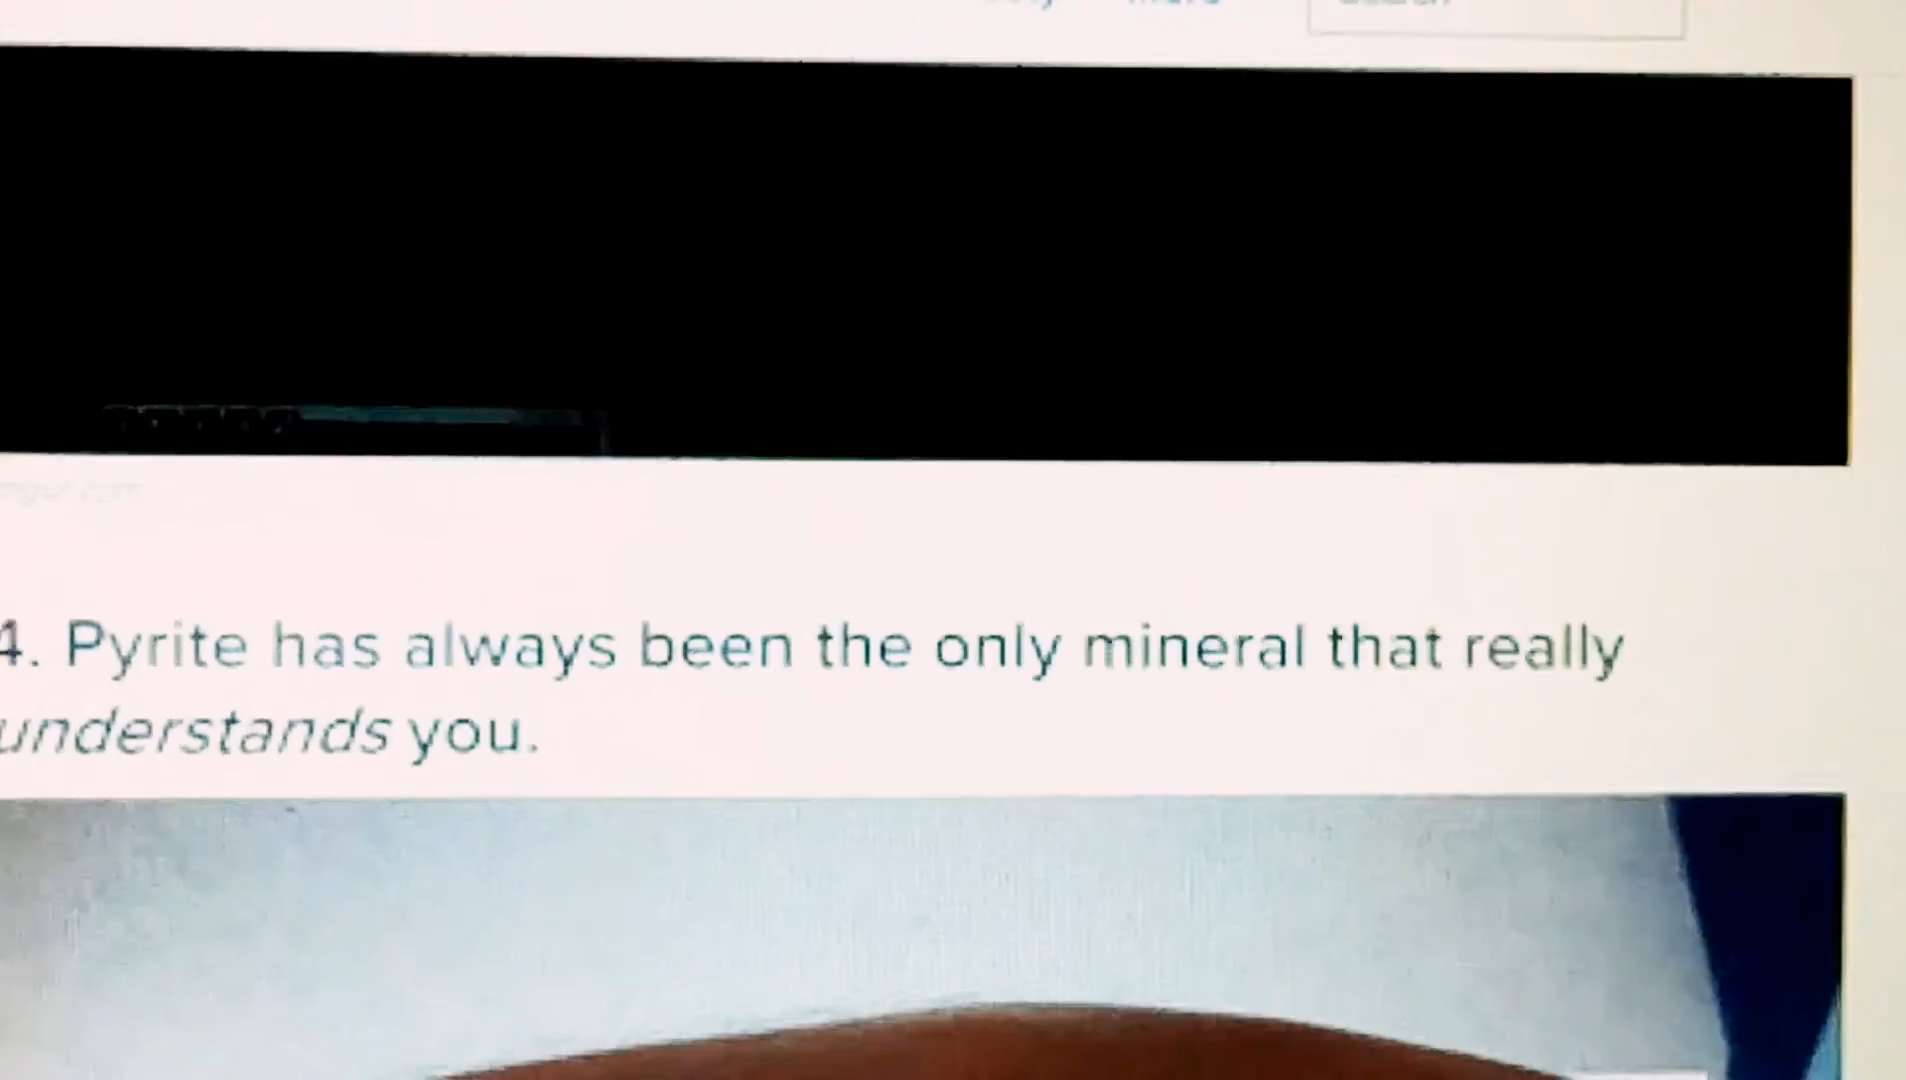 4. Pyrite has always been the only mineral that really
understands you.